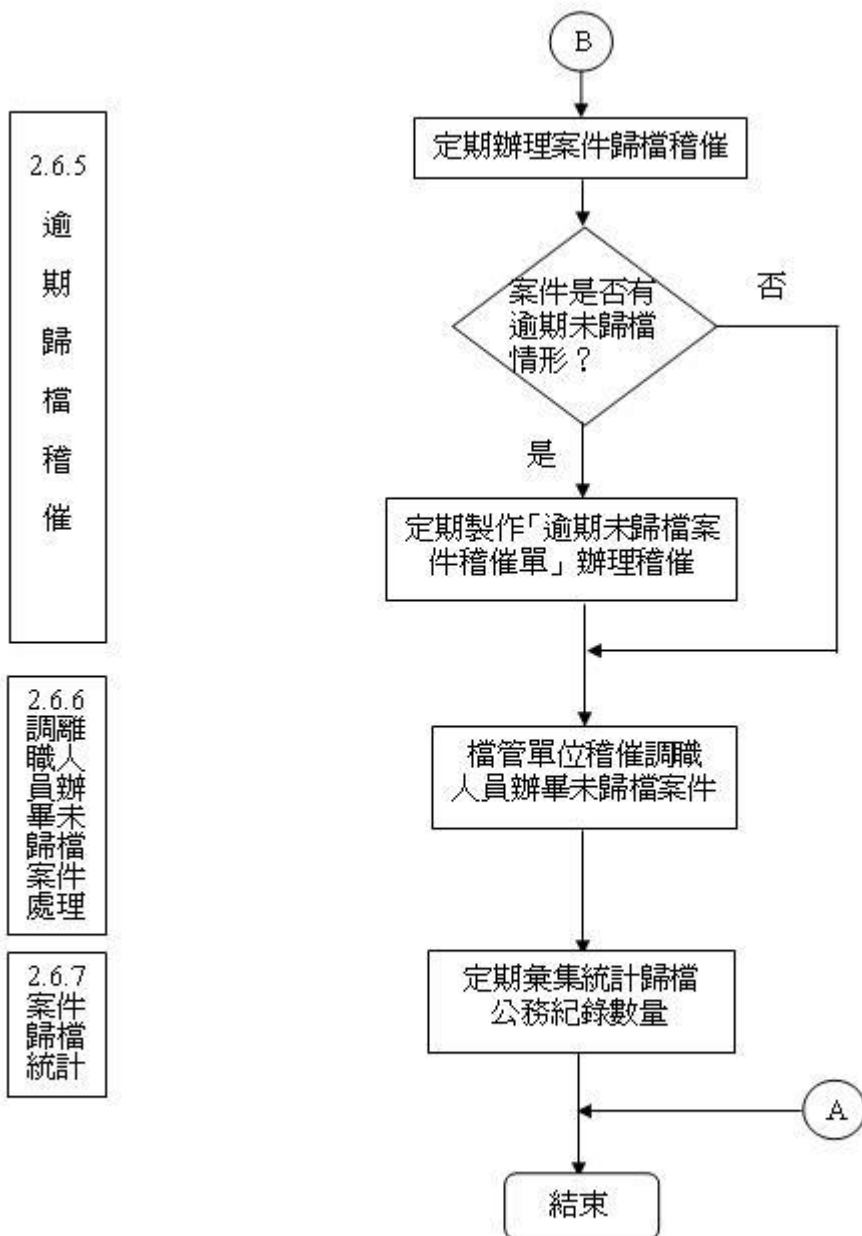 B
定期辦理案件歸檔稽催
2.6.5
逾
期
歸
檔
稽
催
案件是否有
逾期未歸檔
情形？
否
是
定期製作「逾期未歸檔案
件稽催單」辦理稽催
2.6.6
調離
職人
員辦
畢未
歸檔
案件
處理
檔管單位稽催調職
人員辦畢未歸檔案件
2.6.7
案件
歸檔
統計
定期彙集統計歸檔
公務紀錄數量
A
結束